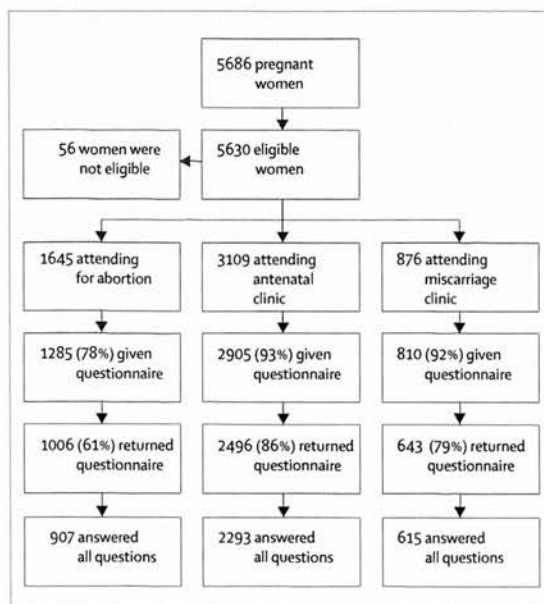 5686 pregnant
women
56 women were
not eligible
5630 eligible
women
1645 attending
for abortion
3109 attending
antenatal
clinic
876 attending
miscarriage
clinic
1285 (78%) given
questionnaire
2905 (93%) given
questionnaire
810 (92%) given
questionnaire
1006 (61%) returned
questionnaire
2496 (86%) returned
questionnaire
643 (79%) returned
questionnaire
907 answered
all questions
2293 answered
all questions
615 answered
all questions